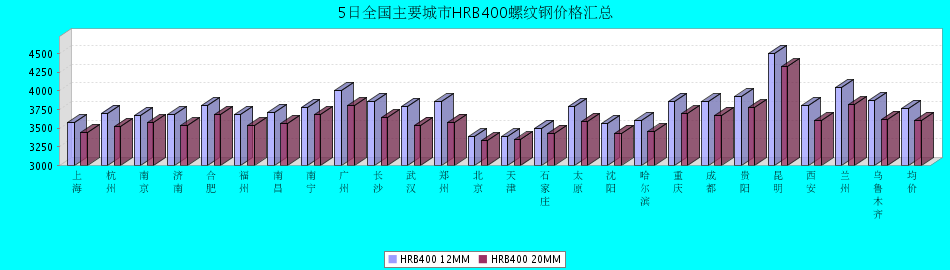 5日全国主要城市HRB400螺纹钢价格汇总
4500
4250
4000
3750
3500
3250
3000
上海
杭州
南京
济南
合肥
福州
南昌
南宁
广州
长沙
武汉
郑州
北京
天津
石家庄
太原
沈阳
哈尔滨
重庆
成都
贵阳
昆明
西安
兰州
乌鲁木齐
均价
HRB400 12MM HRB400 20MM